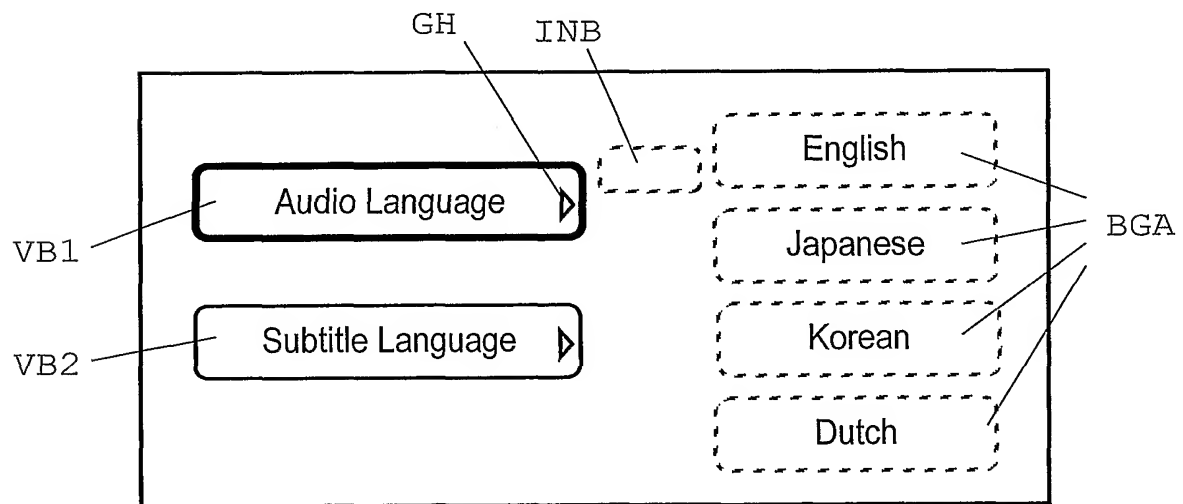 GH
INB
English
Audio Language
VB1
Japanese
BGA
Subtitle Language
VB2
Korean
Dutch